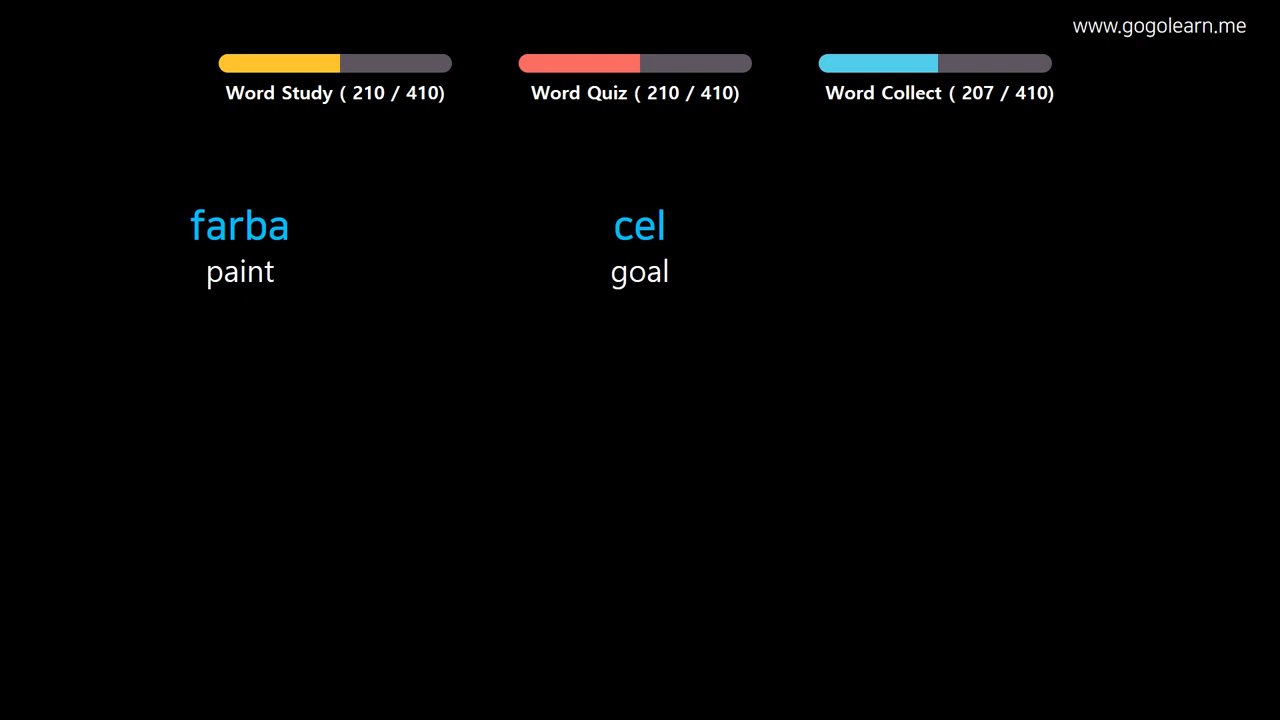 www.gogolearn.me
Word Study ( 210 / 410)
Word Quiz ( 210 / 410)
Word Collect ( 207 / 410)
farba
paint
cel
goal